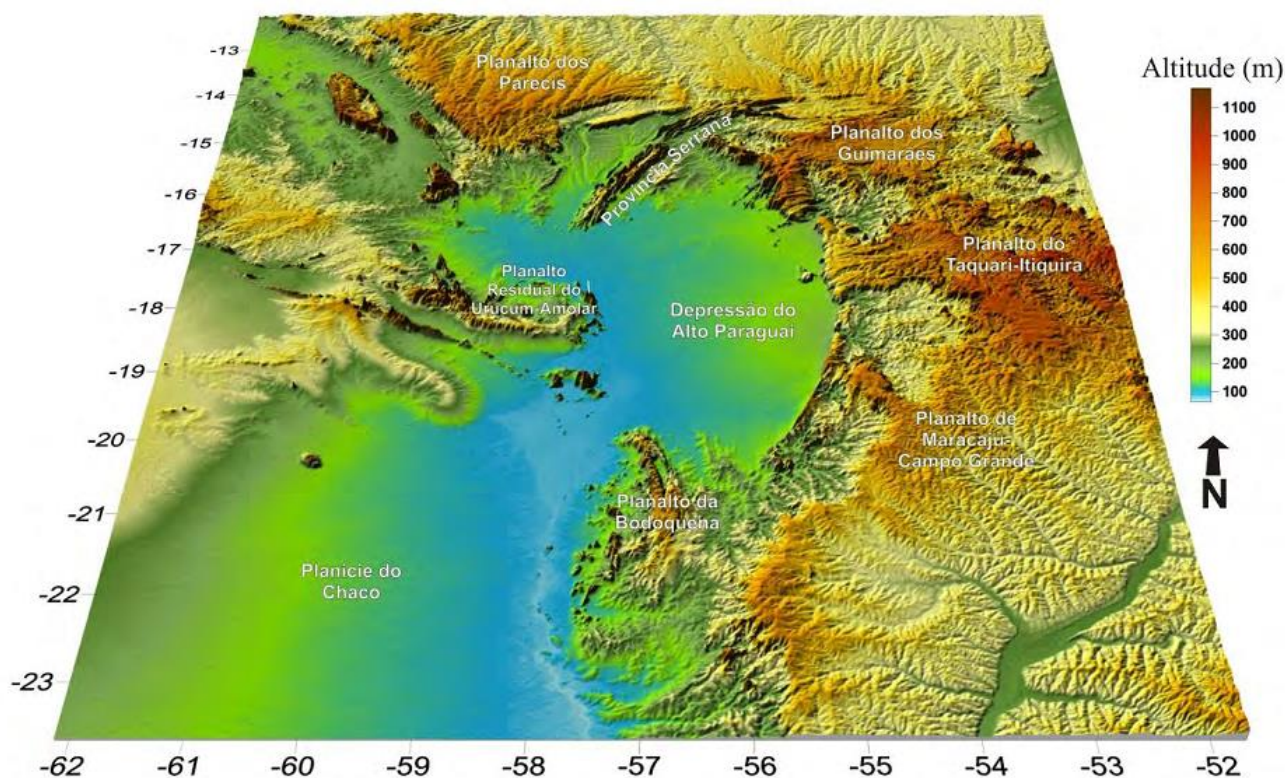 Planalto dos
Parecis
Província Serrana
Planalto dos
Guimarães
Planalto
Residual do
Urucum-Amolar
Depressão do
Alto Paraguai
Planalto do
Taquari-Itiquira
Planalto de
Maracaju-
Campo Grande
Planalto da
Bodoquena
Planície do
Chaco
-13
-14
-15
-16
-17
-18
-19
-20
-21
-22
-23
-62
-61
-60
-59
-58
-57
-56
-55
-54
-53
-52
Altitude (m)
1100
1000
900
800
700
600
500
400
300
200
100
N